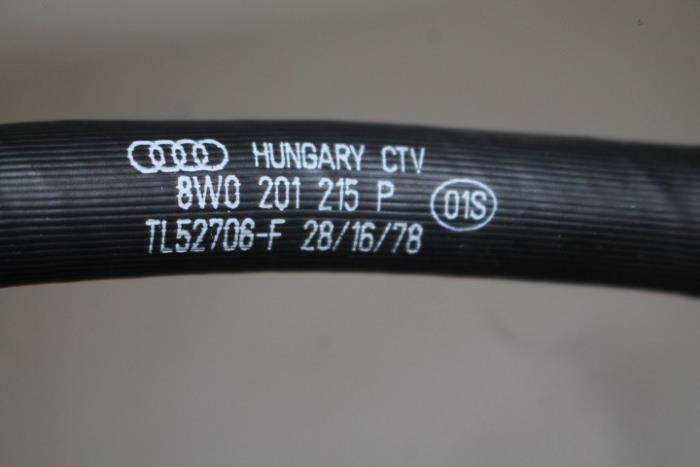 HUNGARY CTV
8W0 201 215 P 01S
TL52706-F 28/16/78